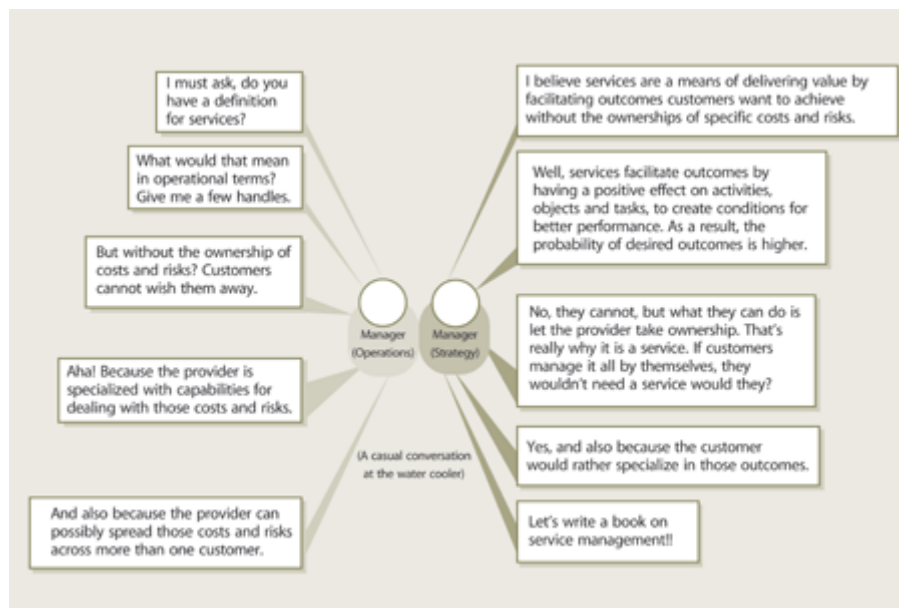 I must ask, do you
have a definition
for services?
I believe services are a means of delivering value by
facilitating outcomes customers want to achieve
without the ownerships of specific costs and risks.
What would that mean
in operational terms?
Give me a few handles.
Well, services facilitate outcomes by
having a positive effect on activities,
objects and tasks, to create conditions for
better performance. As a result, the
probability of desired outcomes is higher.
But without the ownership of
costs and risks? Customers
cannot wish them away.
No, they cannot, but what they can do is
let the provider take ownership. That's
really why it is a service. If customers
manage it all by themselves, they
wouldn't need a service would they?
Manager
(Operations)
Manager
(Strategy)
Aha! Because the provider is
specialized with capabilities for
dealing with those costs and risks.
Yes, and also because the customer
would rather specialize in those outcomes.
(A casual conversation
at the water cooler)
And also because the provider can
possibly spread those costs and risks
across more than one customer.
Let's write a book on
service management!!